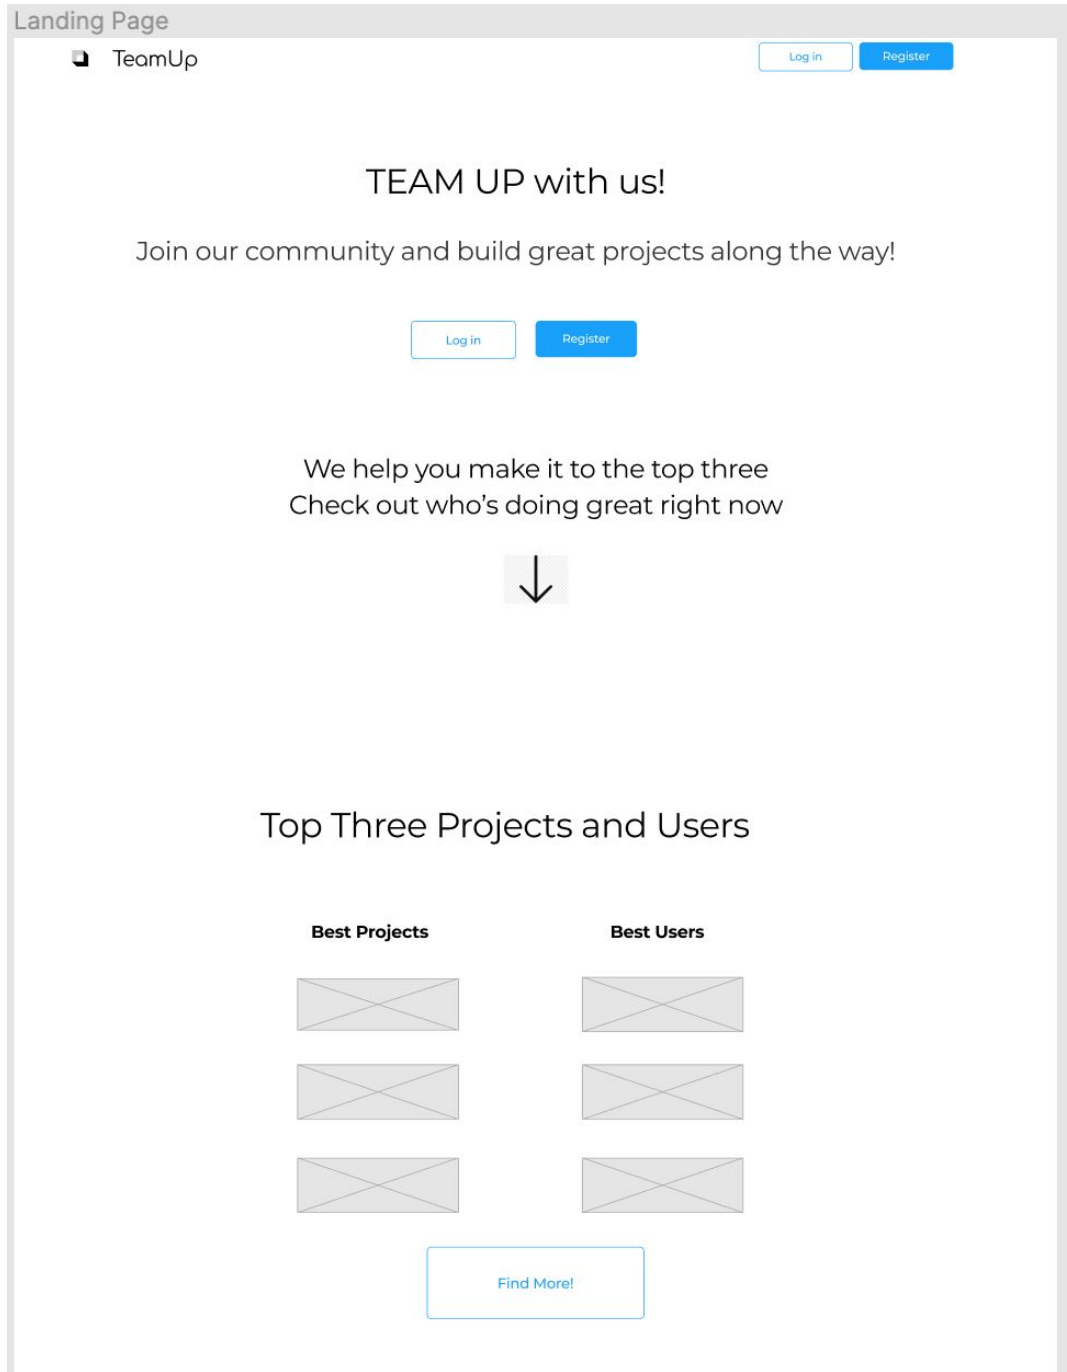 Landing Page
TeamUp
Log in
Register
TEAM UP with us!
Join our community and build great projects along the way!
Log in
Register
We help you make it to the top three
Check out who's doing great right now
Top Three Projects and Users
Best Projects
Best Users
Find More!